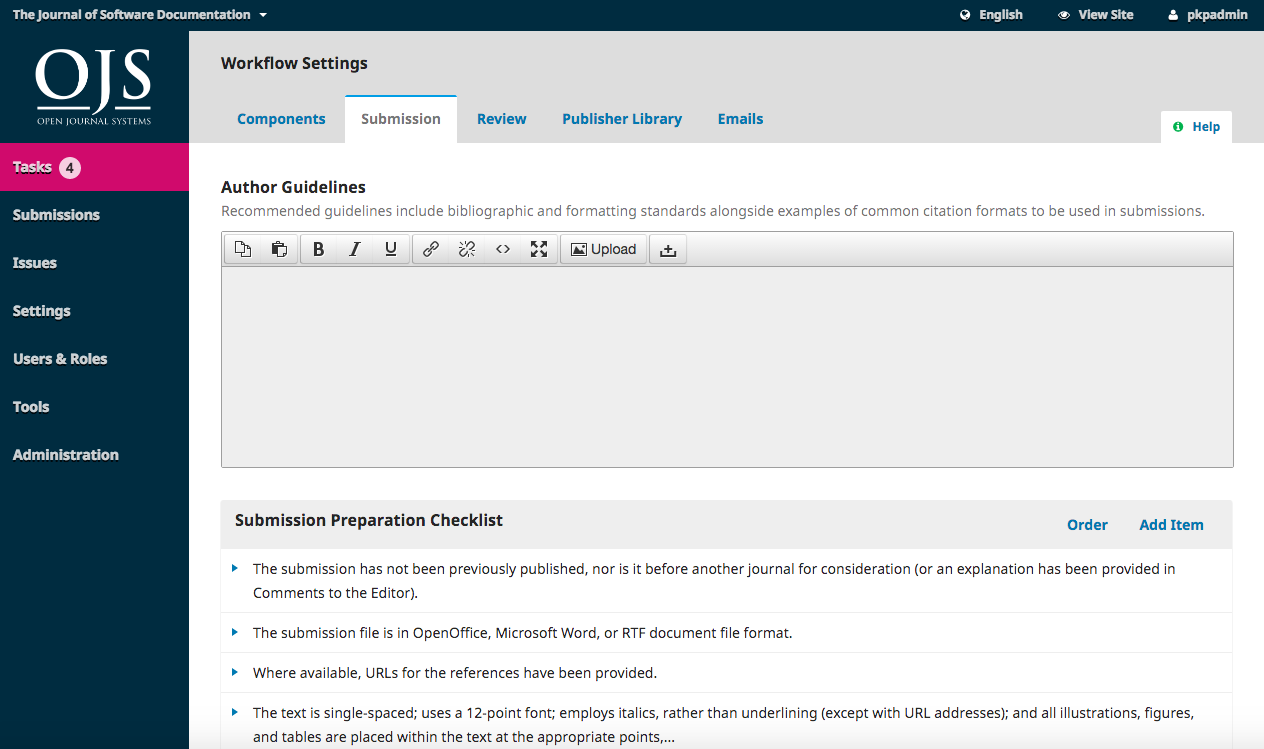 The Journal of Software Documentation
English
View Site
pkpadmin
OJS
OPEN JOURNAL SYSTEMS
Workflow Settings
Components
Submission
Review
Publisher Library
Emails
Help
Tasks 4
Submissions
Issues
Settings
Users & Roles
Tools
Administration
Author Guidelines
Recommended guidelines include bibliographic and formatting standards alongside examples of common citation formats to be used in submissions.
B I U <> Upload
Submission Preparation Checklist
Order
Add Item
The submission has not been previously published, nor is it before another journal for consideration (or an explanation has been provided in
Comments to the Editor).
The submission file is in OpenOffice, Microsoft Word, or RTF document file format.
Where available, URLs for the references have been provided.
The text is single-spaced; uses a 12-point font; employs italics, rather than underlining (except with URL addresses); and all illustrations, figures,
and tables are placed within the text at the appropriate points,...